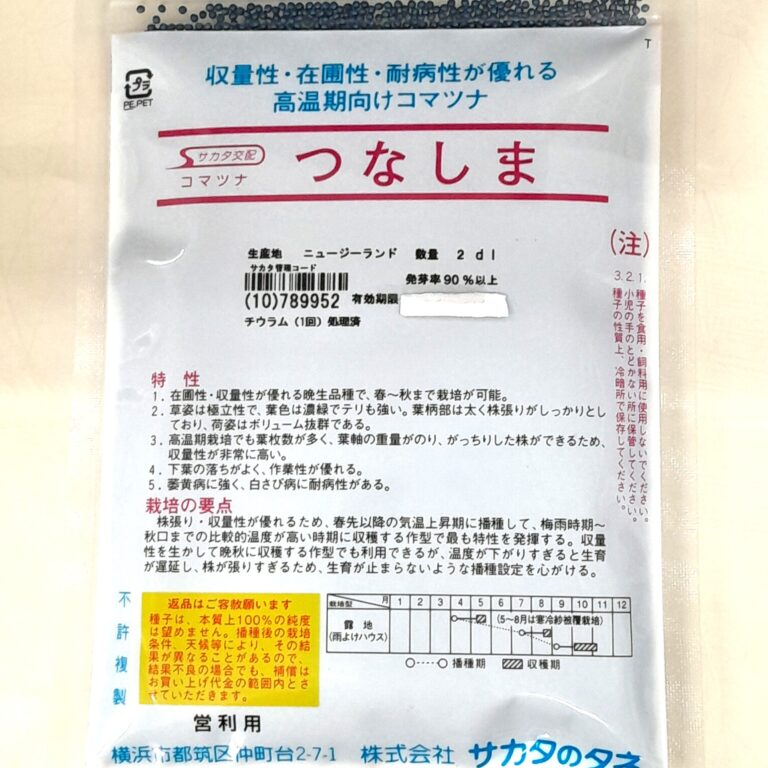 T
プラ
PE,PET
収量性・在圃性・耐病性が優れる
高温期向けコマツナ
サカタ交配
コマツナ
つなしま
生産地 ニュージーランド 数量 2dl
サカタ管理コード
発芽率90%以上
(10)789952 有効期限
チウラム(1回)処理済
(注)
1. 種子を食用・飼料用に使用しないでください。
2. 小児の手のとどかない所に保管してください。
3. 種子の性質上、冷暗所で保存してください。
特 性
1. 在圃性・収量性が優れる晩生品種で、春〜秋まで栽培が可能。
2. 草姿は極立性で、葉色は濃緑でテリも強い。葉柄部は太く株張りがしっかりとし
ており、荷姿はボリューム抜群である。
3. 高温期栽培でも葉枚数が多く、葉軸の重量がのり、がっちりした株ができるため、
収量性が非常に高い。
4. 下葉の落ちがよく、作業性が優れる。
5. 萎黄病に強く、白さび病に耐病性がある。
栽培の要点
株張り・収量性が優れるため、春先以降の気温上昇期に播種して、梅雨時期〜
秋口までの比較的温度が高い時期に収穫する作型で最も特性を発揮する。収量
性を生かして晩秋に収穫する作型でも利用できるが、温度が下がりすぎると生育
が遅延し、株が張りすぎるため、生育が止まらないような播種設定を心がける。
不許複製
返品はご容赦願います
種子は、本質上100%の純度
は望めません。播種後の栽培
条件、天候等により、その結
果が異なることがあるので、
結果不良の場合でも、補償は
お買い上げ代金の範囲内とさ
せていただきます。
栽培型 月 1 2 3 4 5 6 7 8 9 10 11 12
露 地
(雨よけハウス)
(5〜8月は寒冷紗被覆栽培)
播種期 収穫期
営利用
横浜市都筑区仲町台2-7-1 株式会社 サカタのタネ